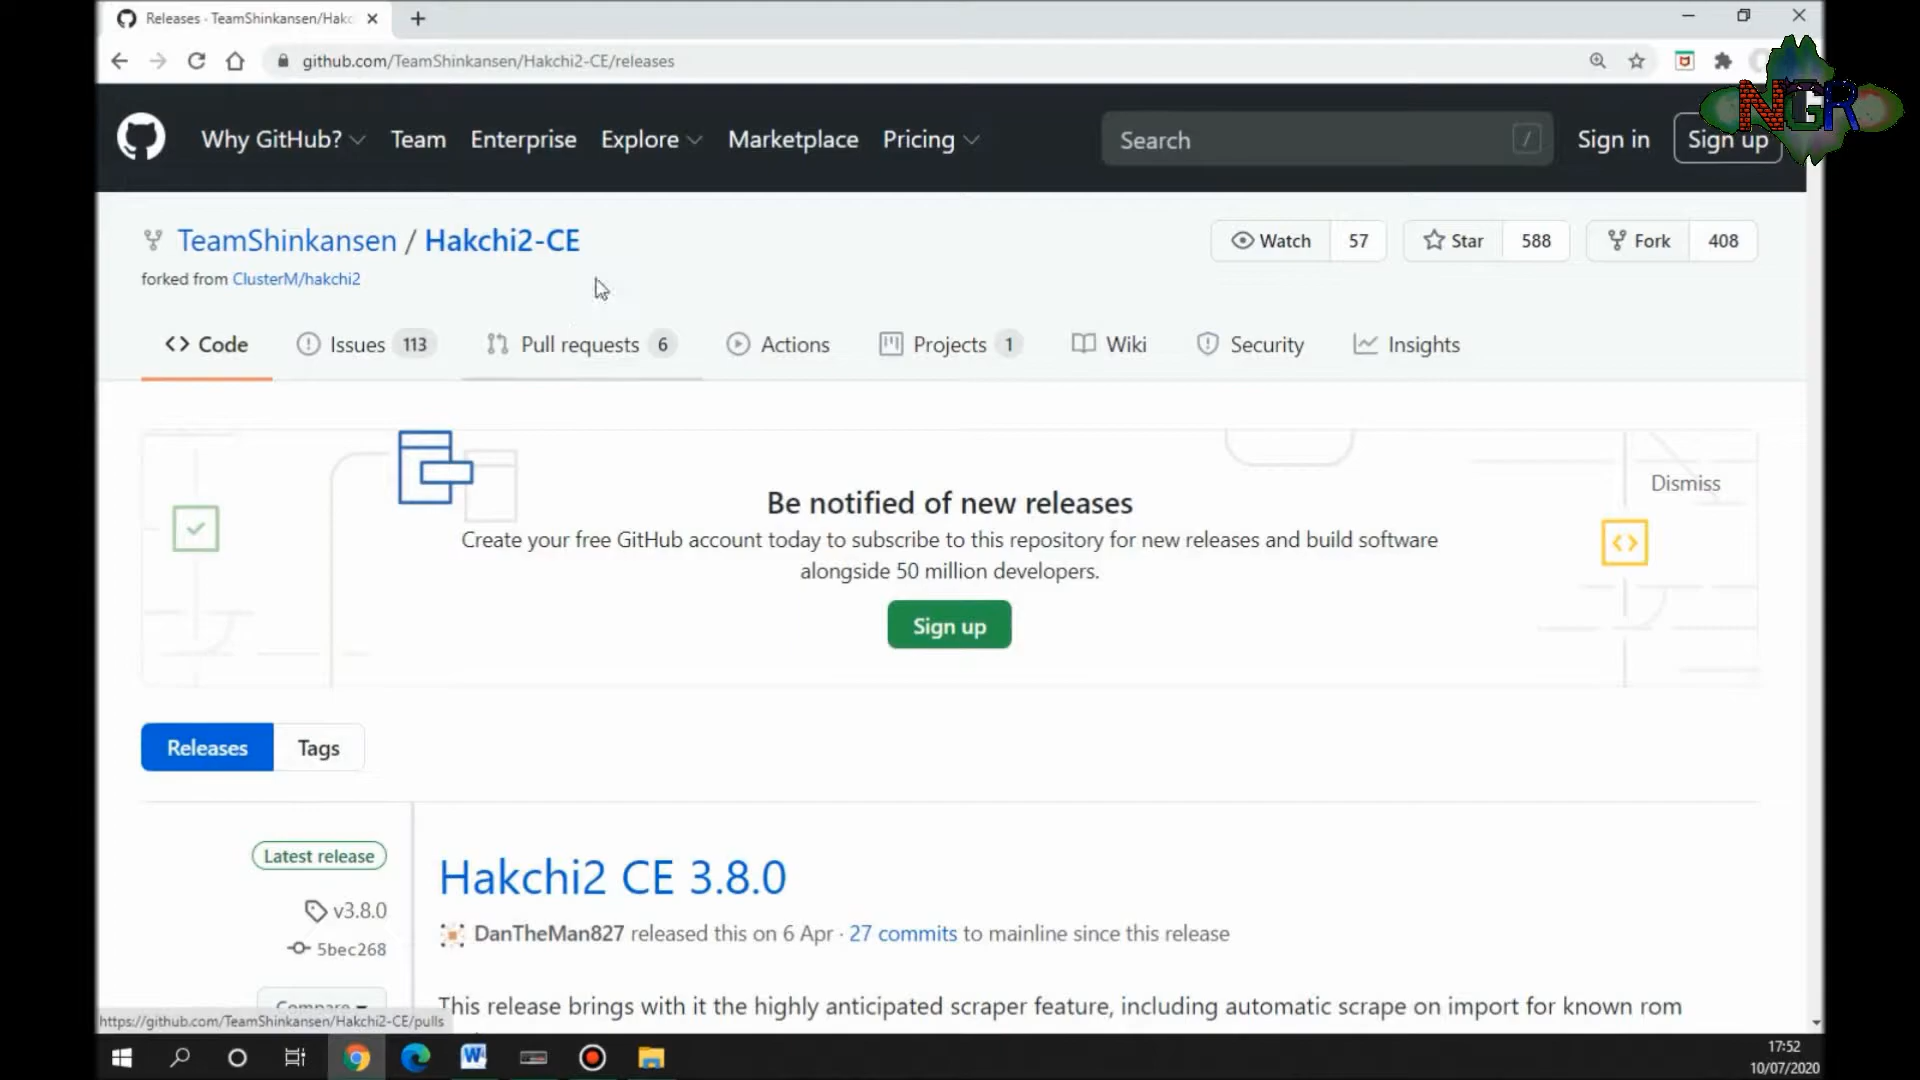 Releases · TeamShinkansen/Hakc
github.com/TeamShinkansen/Hakchi2-CE/releases
NGR
Why GitHub? Team Enterprise Explore Marketplace Pricing Search / Sign in Sign up
TeamShinkansen / Hakchi2-CE
Watch 57 Star 588 Fork 408
forked from ClusterM/hakchi2
Code Issues 113 Pull requests 6 Actions Projects 1 Wiki Security Insights
Dismiss
Be notified of new releases
Create your free GitHub account today to subscribe to this repository for new releases and build software
alongside 50 million developers.
Sign up
Releases Tags
Latest release
Hakchi2 CE 3.8.0
v3.8.0
DanTheMan827 released this on 6 Apr · 27 commits to mainline since this release
5bec268
Compare
This release brings with it the highly anticipated scraper feature, including automatic scrape on import for known rom
https://github.com/TeamShinkansen/Hakchi2-CE/pulls
17:52
10/07/2020